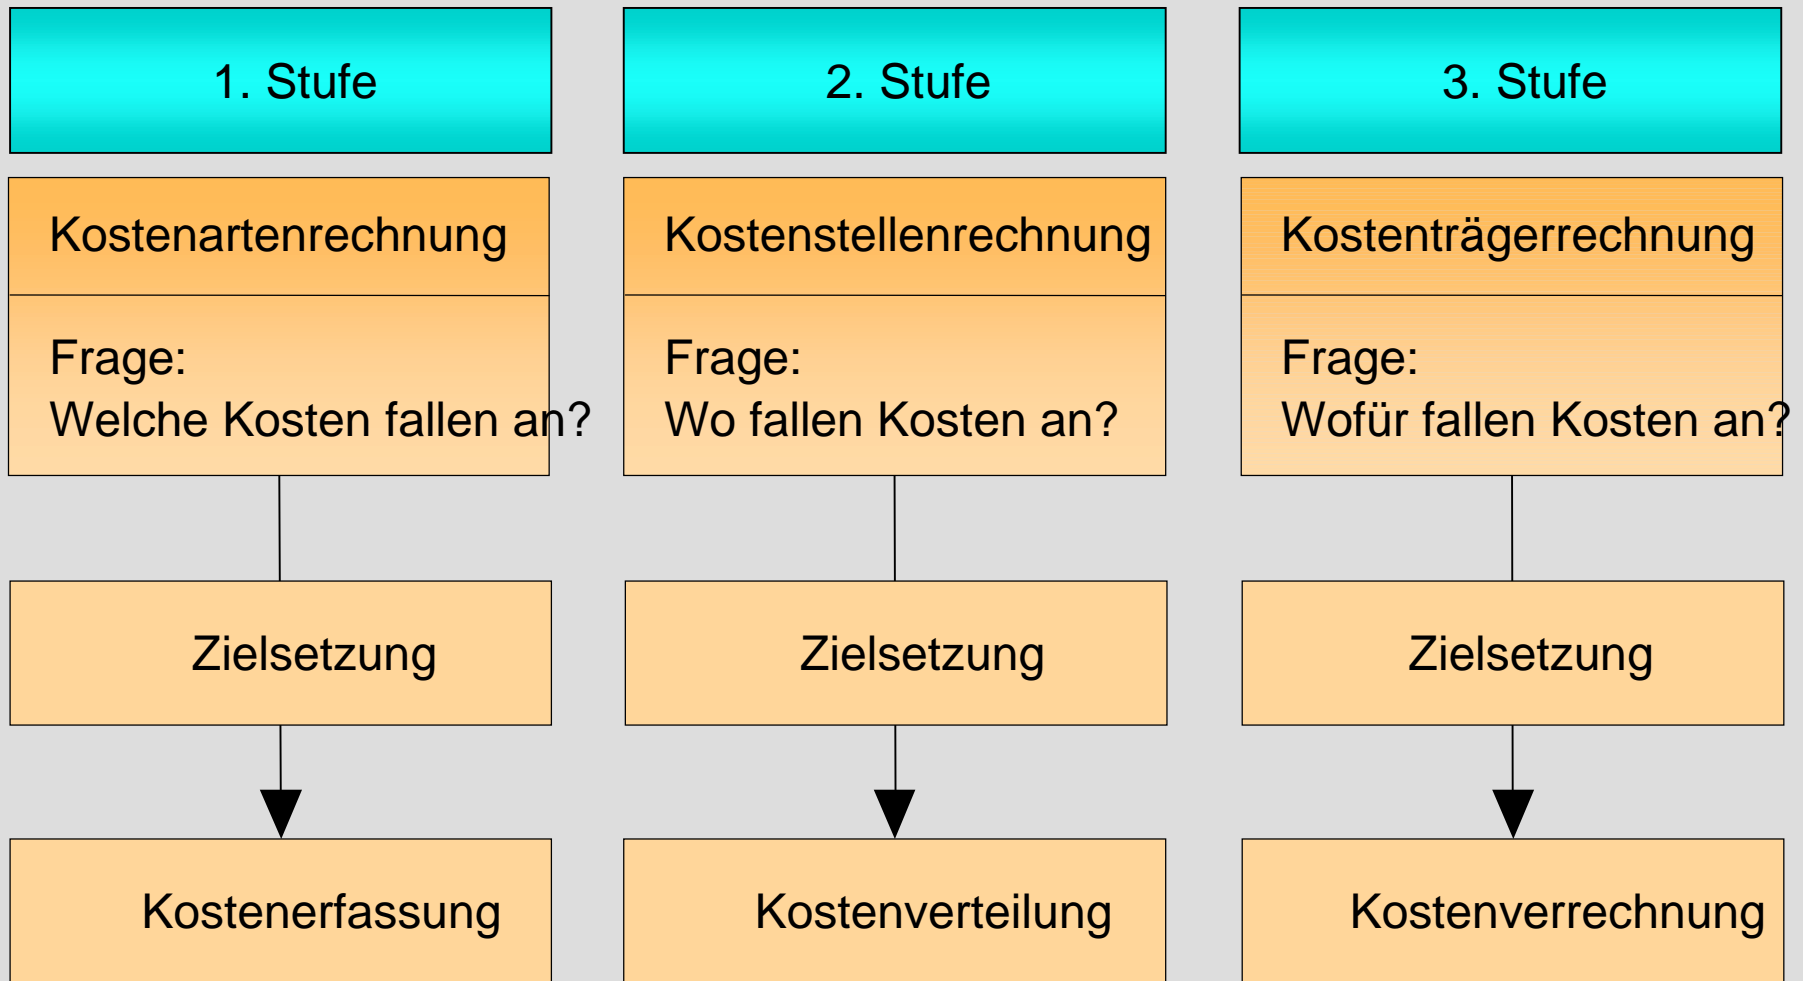 1. Stufe
2. Stufe
3. Stufe
Kostenartenrechnung
Kostenstellenrechnung
Kostenträgerrechnung
Frage:
Welche Kosten fallen an?
Frage:
Wo fallen Kosten an?
Frage:
Wofür fallen Kosten an?
Zielsetzung
Zielsetzung
Zielsetzung
Kostenerfassung
Kostenverteilung
Kostenverrechnung